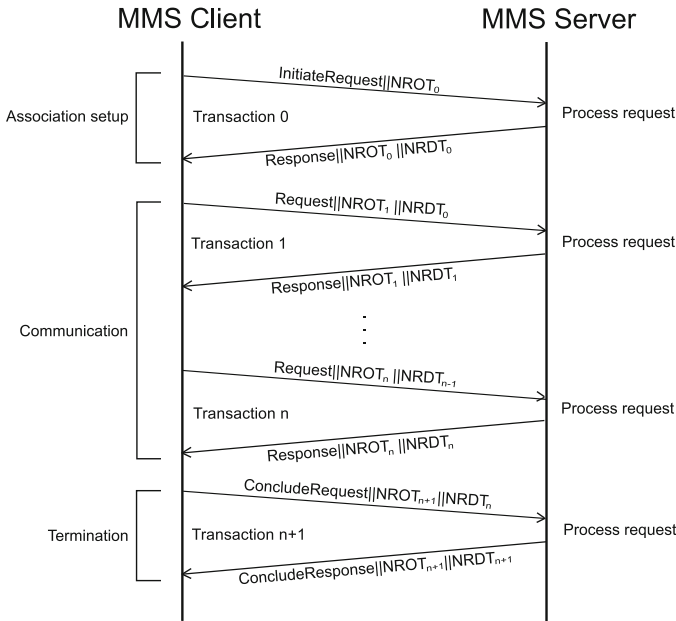 MMS Client MMS Server
InitiateRequest||NROT₀
Association setup Transaction 0 Process request
Response||NROT₀ ||NRDT₀
Request||NROT₁ ||NRDT₀
Transaction 1 Process request
Response||NROT₁ ||NRDT₁
Communication
Request||NROTₙ ||NRDTₙ₋₁
Transaction n Process request
Response||NROTₙ ||NRDTₙ
ConcludeRequest||NROTₙ₊₁||NRDTₙ
Termination Transaction n+1 Process request
ConcludeResponse||NROTₙ₊₁||NRDTₙ₊₁